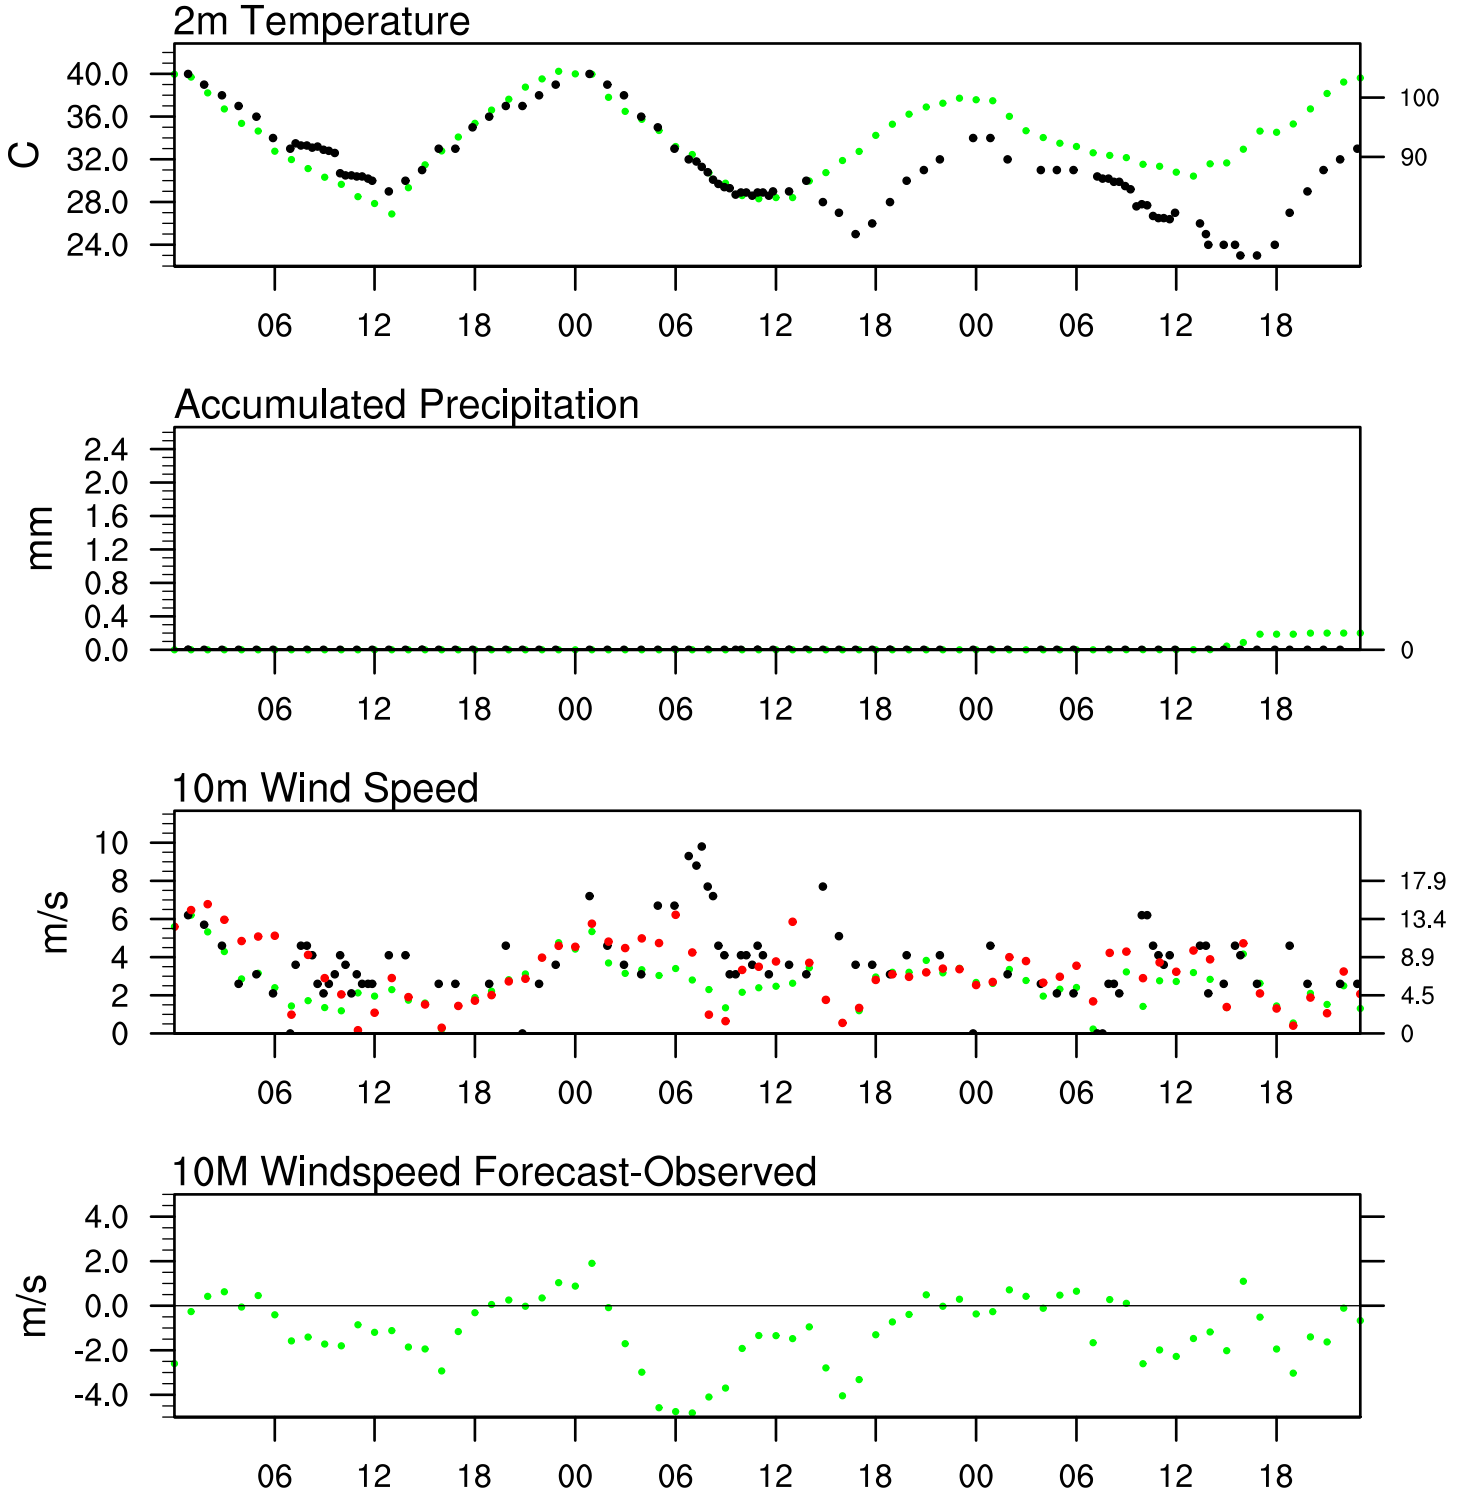 2m Temperature
40.0
36.0
32.0
28.0
24.0
C
100
90
06 12 18 00 06 12 18 00 06 12 18
Accumulated Precipitation
2.4
2.0
1.6
1.2
0.8
0.4
0.0
mm
0
06 12 18 00 06 12 18 00 06 12 18
10m Wind Speed
10
8
6
4
2
0
m/s
17.9
13.4
8.9
4.5
0
06 12 18 00 06 12 18 00 06 12 18
10M Windspeed Forecast-Observed
4.0
2.0
0.0
-2.0
-4.0
m/s
06 12 18 00 06 12 18 00 06 12 18